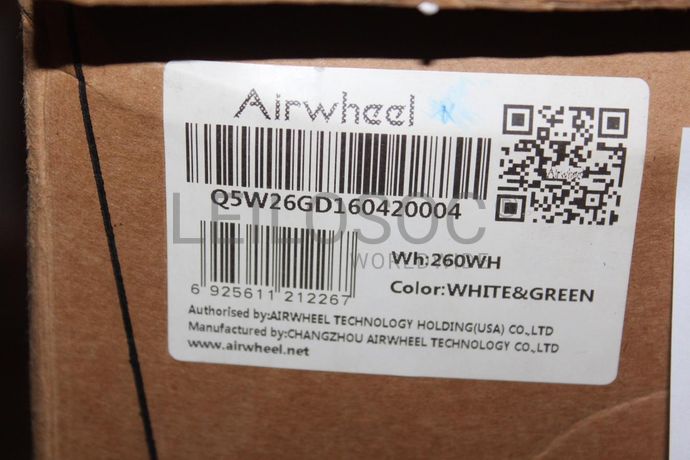 Airwheel
Airwheel
Q5W26GD160420004
LEILOSOC
WORLDWIDE
Wh:260WH
6 925611 212267
Color:WHITE&GREEN
Authorised by:AIRWHEEL TECHNOLOGY HOLDING(USA) CO.,LTD
Manufactured by:CHANGZHOU AIRWHEEL TECHNOLOGY CO.,LTD
www.airwheel.net